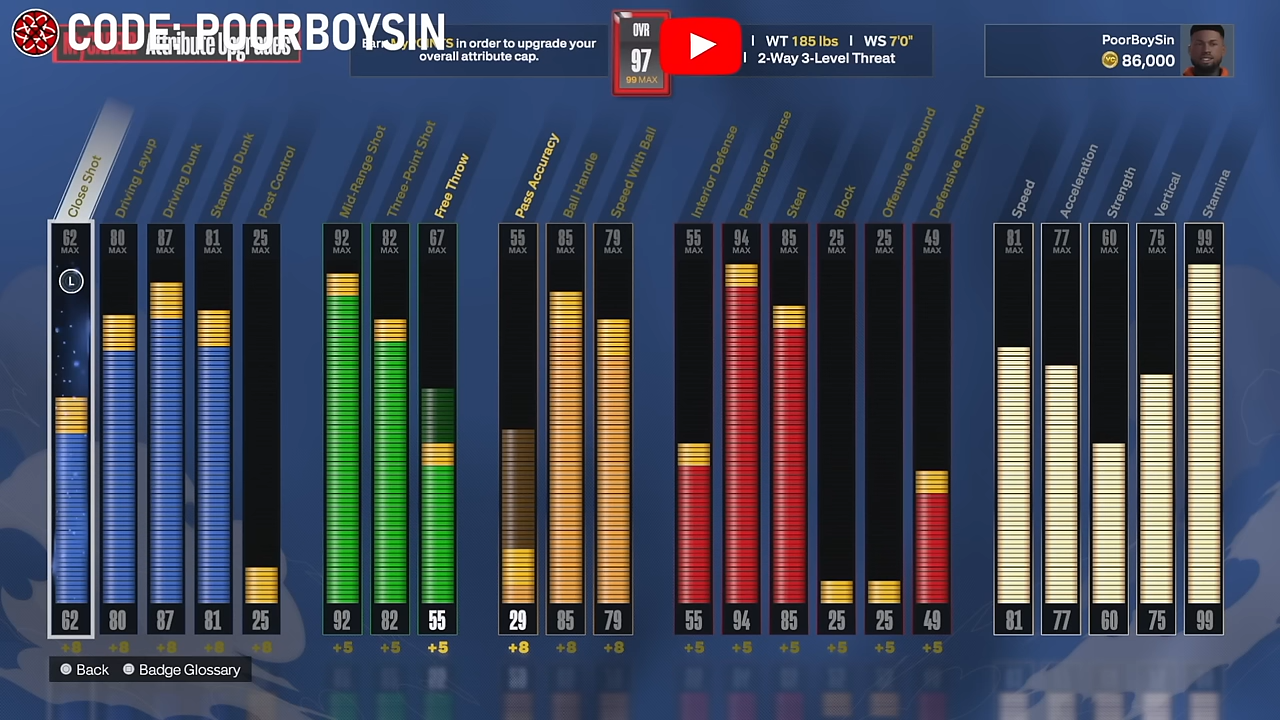 CODE: POORBOYSIN
Attribute Upgrades
Earn in order to upgrade your
overall attribute cap.
OVR
97
99 MAX
WT 185 lbs | WS 7'0"
2-Way 3-Level Threat
PoorBoySin
VC 86,000
Close Shot
Driving Layup
Driving Dunk
Standing Dunk
Post Control
Mid-Range Shot
Three-Point Shot
Free Throw
Pass Accuracy
Ball Handle
Speed With Ball
Interior Defense
Perimeter Defense
Steal
Block
Offensive Rebound
Defensive Rebound
Speed
Acceleration
Strength
Vertical
Stamina
62 80 87 81 25 92 82 67 55 85 79 55 94 85 25 25 49 81 77 60 75 99
MAX MAX MAX MAX MAX MAX MAX MAX MAX MAX MAX MAX MAX MAX MAX MAX MAX MAX MAX MAX MAX MAX
L
62 80 87 81 25 92 82 55 29 85 79 55 94 85 25 25 49 81 77 60 75 99
+8 +8 +8 +8 +8 +5 +5 +5 +8 +8 +8 +5 +5 +5 +5 +5 +5
Back Badge Glossary